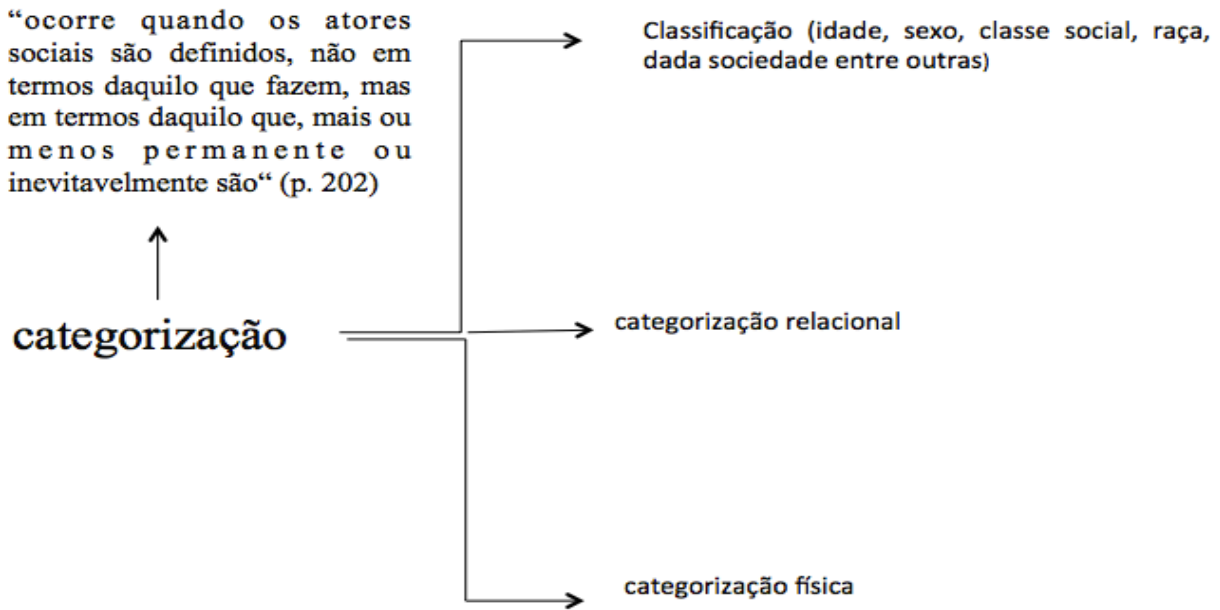 “ocorre quando os atores
sociais são definidos, não em
termos daquilo que fazem, mas
em termos daquilo que, mais ou
menos permanente ou
inevitavelmente são“ (p. 202)
categorização
Classificação (idade, sexo, classe social, raça,
dada sociedade entre outras)
categorização relacional
categorização física